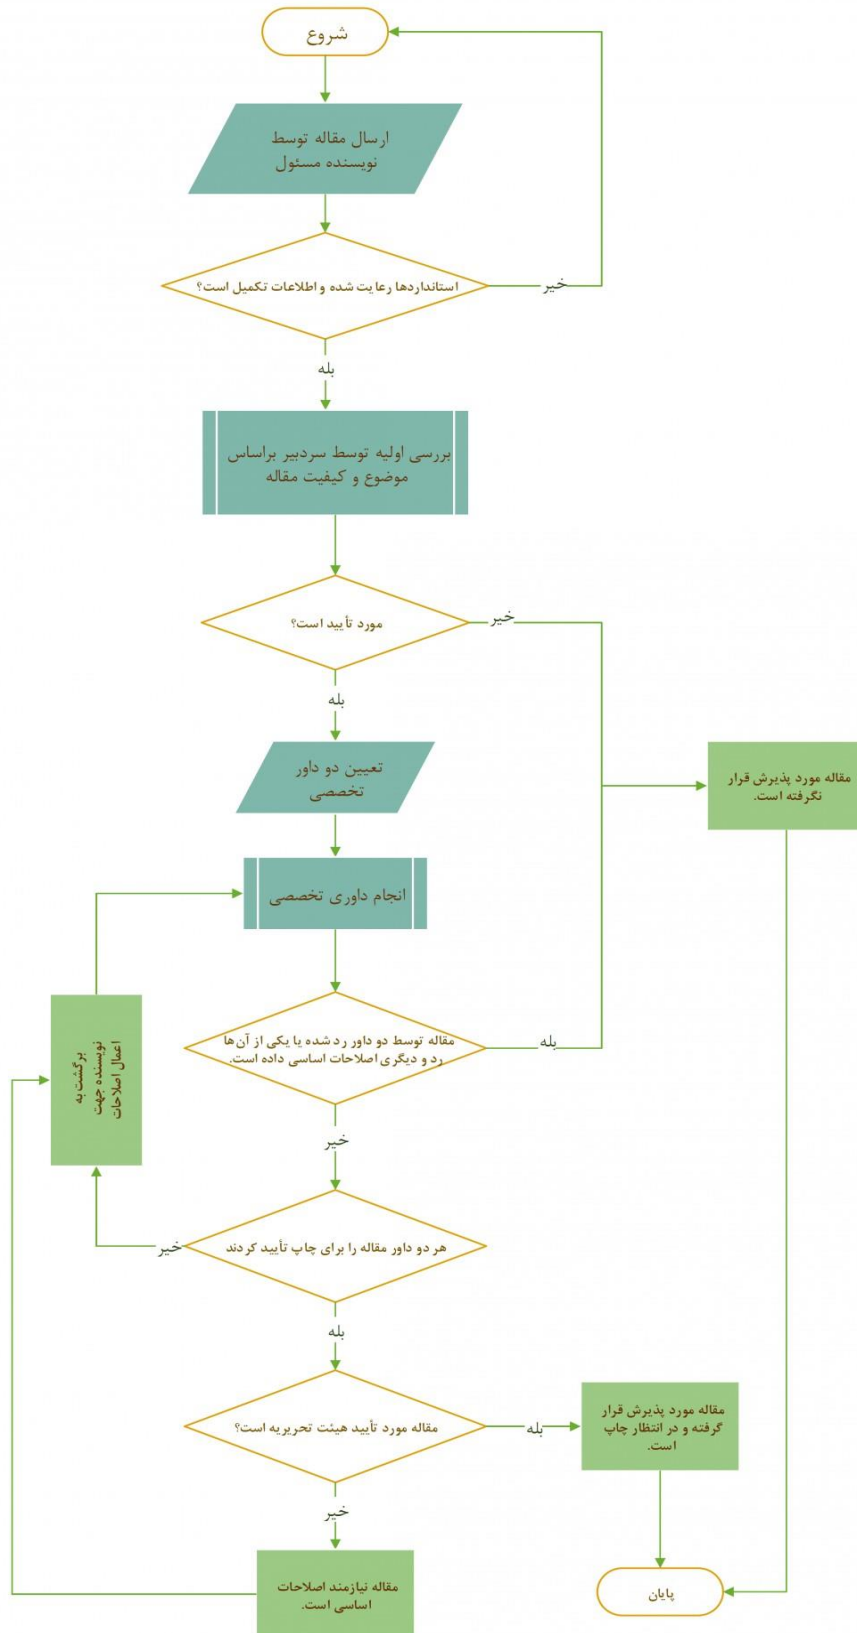 شروع
ارسال مقاله توسط
نویسنده مسئول
استانداردها رعایت شده و اطلاعات تکمیل است؟
خیر
بله
بررسی اولیه توسط سردبیر براساس
موضوع و کیفیت مقاله
مورد تأیید است؟
خیر
بله
تعیین دو داور
تخصصی
مقاله مورد پذیرش قرار
نگرفته است.
انجام داوری تخصصی
مقاله توسط دو داور رد شده یا یکی از آن‌ها
رد و دیگری اصلاحات اساسی داده است.
بله
برگشت به
نویسنده جهت
اعمال اصلاحات
خیر
هر دو داور مقاله را برای چاپ تأیید کردند
خیر
بله
مقاله مورد تأیید هیئت تحریریه است؟
بله
مقاله مورد پذیرش قرار
گرفته و در انتظار چاپ
است.
خیر
مقاله نیازمند اصلاحات
اساسی است.
پایان